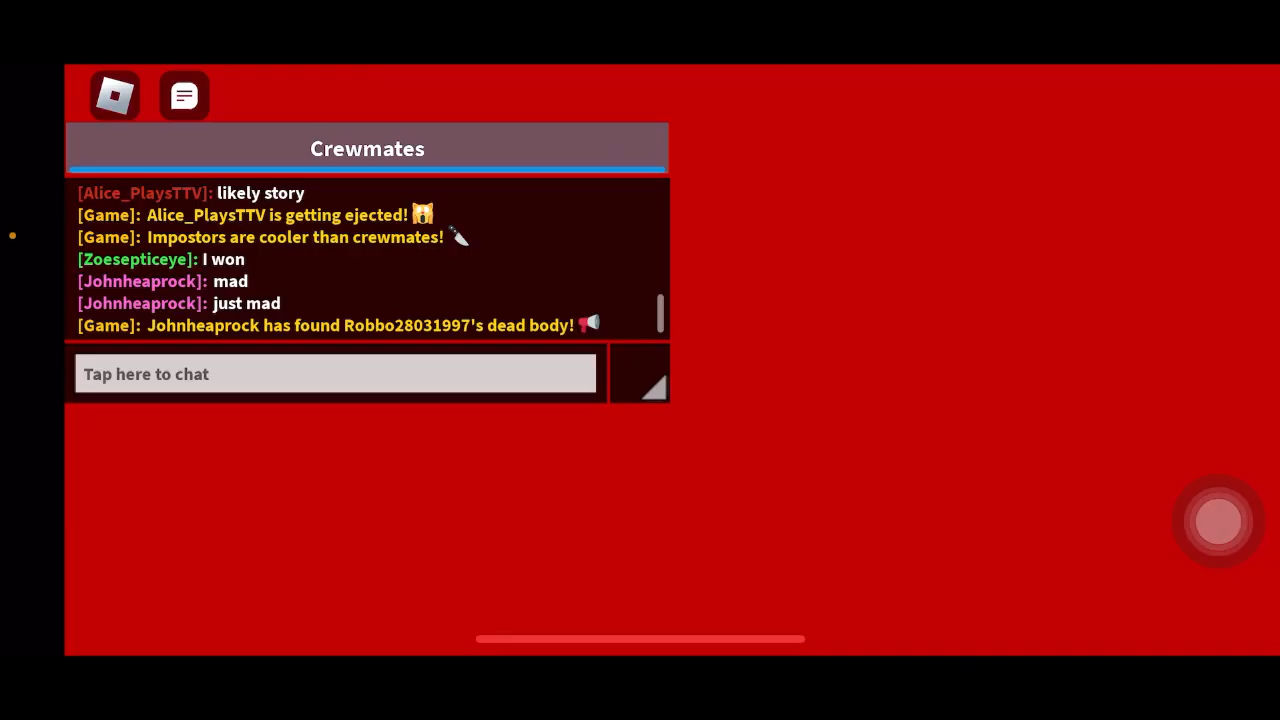 Crewmates
[Alice_PlaysTTV]: likely story
[Game]: Alice_PlaysTTV is getting ejected! 🙀
[Game]: Impostors are cooler than crewmates! 🔪
[Zoesepticeye]: I won
[Johnheaprock]: mad
[Johnheaprock]: just mad
[Game]: Johnheaprock has found Robbo28031997's dead body! 📢
Tap here to chat